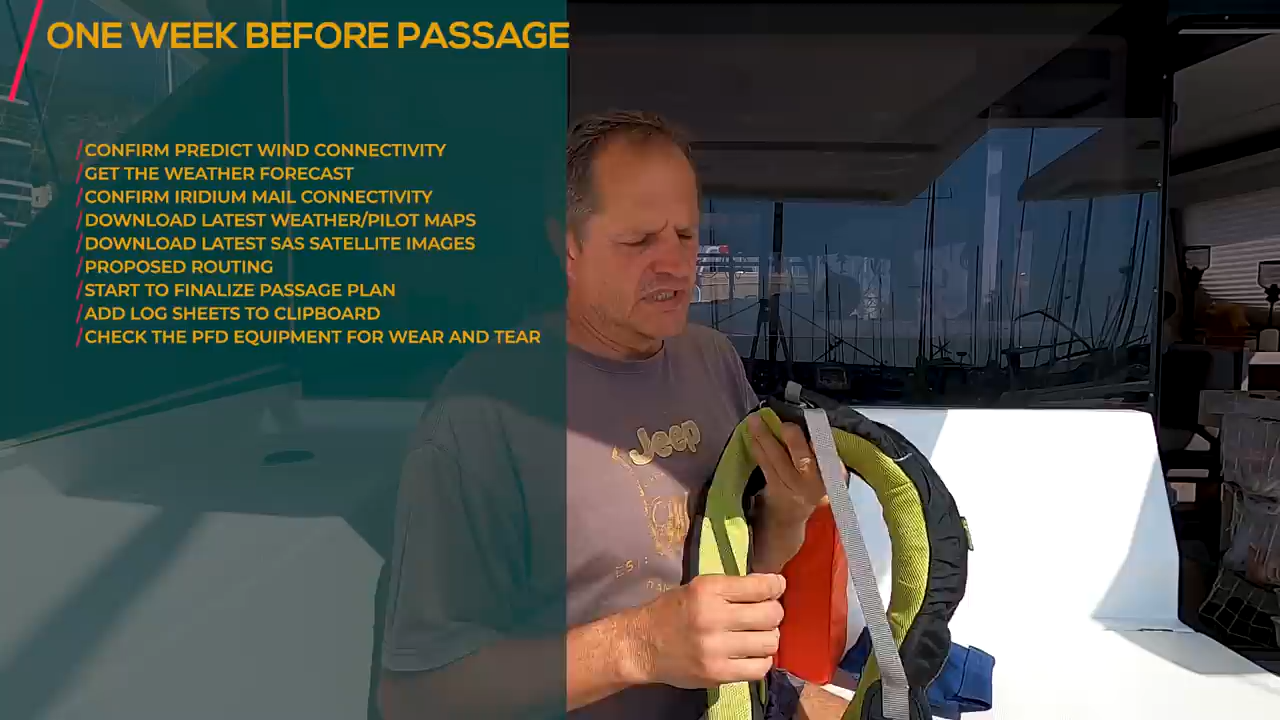 ONE WEEK BEFORE PASSAGE
/CONFIRM PREDICT WIND CONNECTIVITY
/GET THE WEATHER FORECAST
/CONFIRM IRIDIUM MAIL CONNECTIVITY
/DOWNLOAD LATEST WEATHER/PILOT MAPS
/DOWNLOAD LATEST SAS SATELLITE IMAGES
/PROPOSED ROUTING
/START TO FINALIZE PASSAGE PLAN
/ADD LOG SHEETS TO CLIPBOARD
/CHECK THE PFD EQUIPMENT FOR WEAR AND TEAR
Jeep